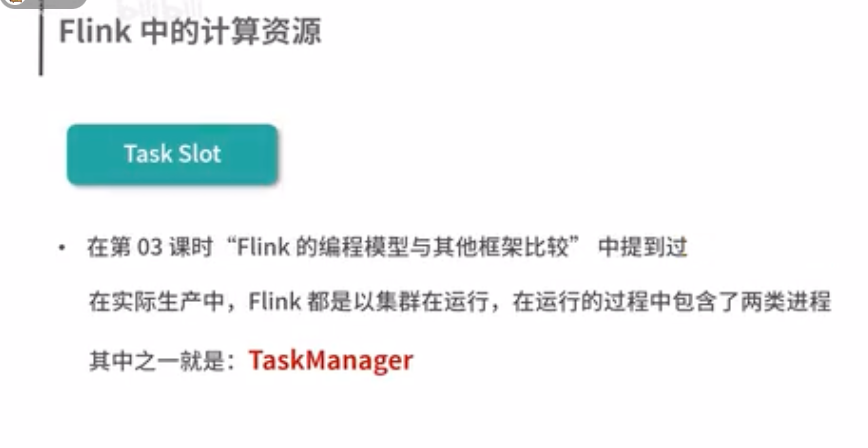 Flink 中的计算资源
Task Slot
• 在第 03 课时“Flink 的编程模型与其他框架比较” 中提到过
在实际生产中，Flink 都是以集群在运行，在运行的过程中包含了两类进程
其中之一就是：TaskManager